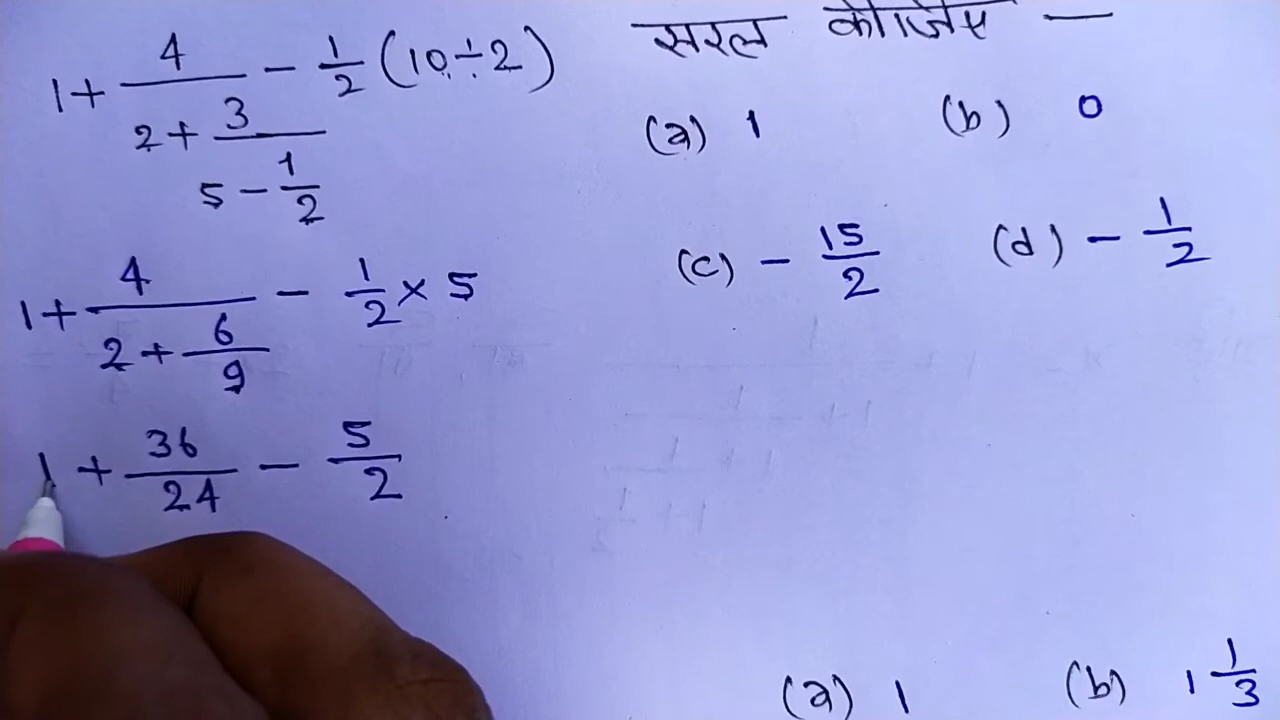 सरल कीजिए —
1 + 4/(2 + 3/(5 - 1/2)) - 1/2 (10 ÷ 2)
(a) 1 (b) 0
(c) - 15/2 (d) - 1/2
1 + 4/(2 + 6/9) - 1/2 × 5
1 + 36/24 - 5/2
(a) 1 (b) 1 1/3